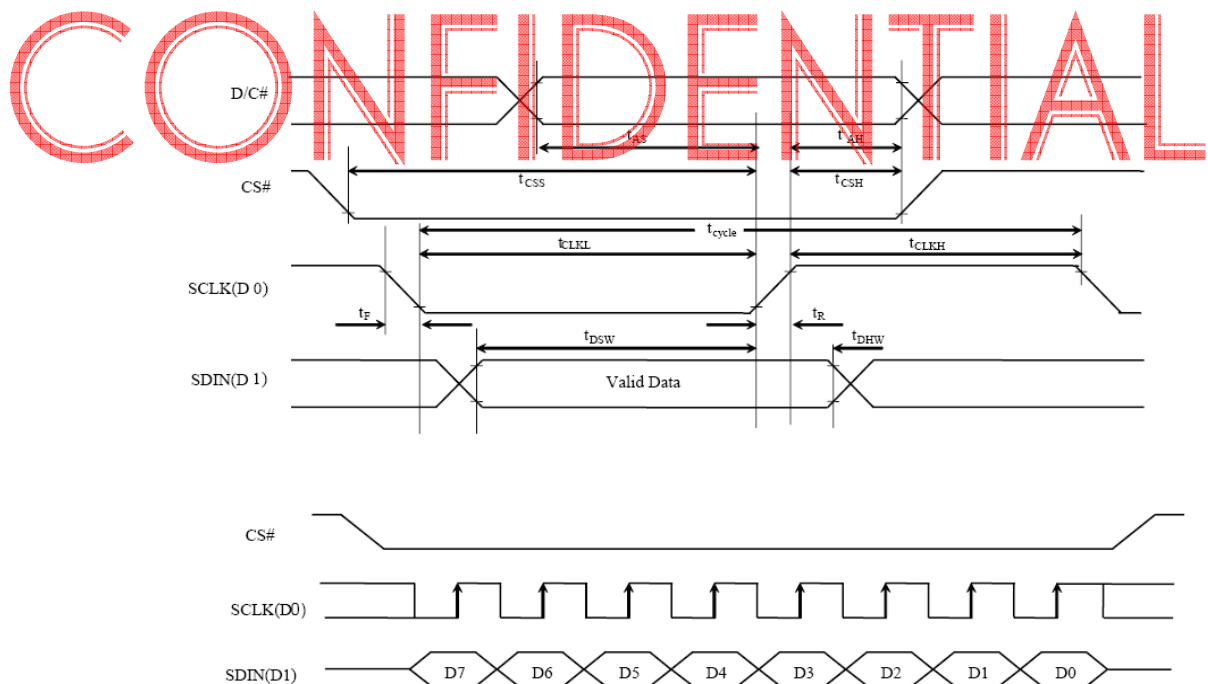 CONFIDENTIAL
D/C#
tAS tAH
CS#
tCSS tCSH
tcycle
tCLKL tCLKH
SCLK(D 0)
tF tR
tDSW tDHW
SDIN(D 1) Valid Data
CS#
SCLK(D0)
SDIN(D1) D7 D6 D5 D4 D3 D2 D1 D0